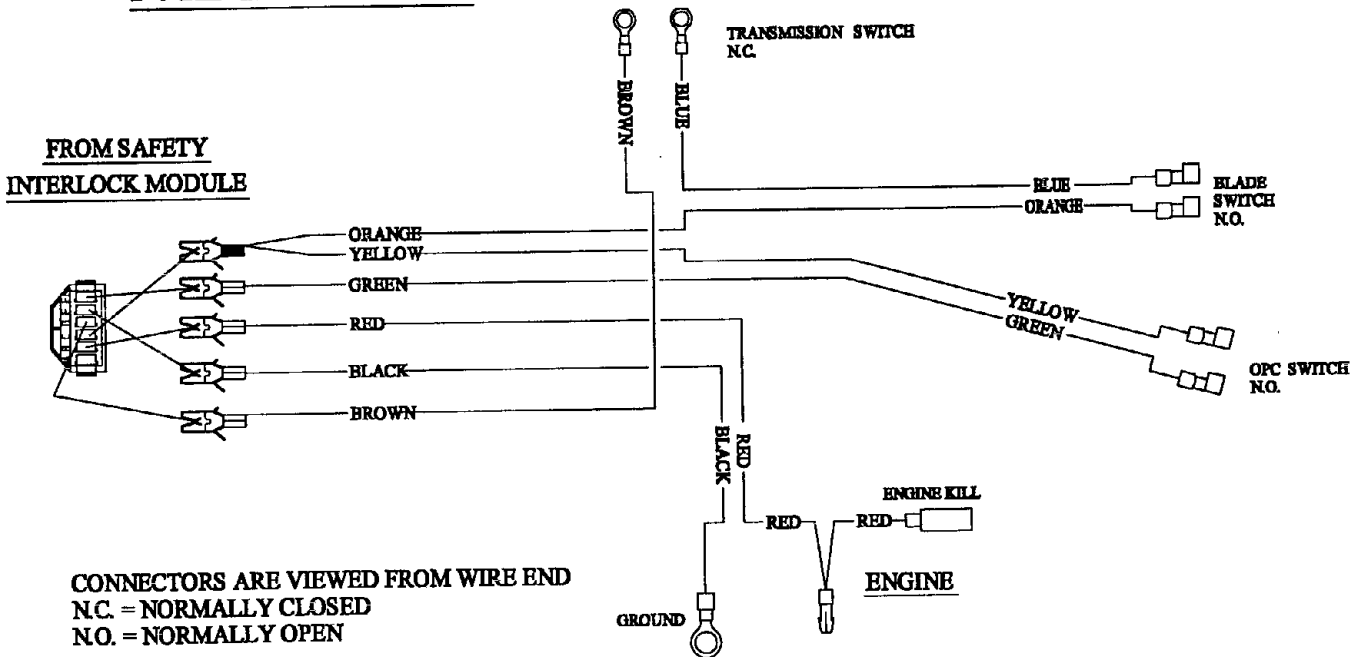 TRANSMISSION SWITCH
N.C.
BROWN
BLUE
FROM SAFETY
INTERLOCK MODULE
BLUE
ORANGE
BLADE
SWITCH
N.O.
ORANGE
YELLOW
GREEN
RED
BLACK
BROWN
YELLOW
GREEN
OPC SWITCH
N.O.
BLACK
RED
ENGINE KILL
RED
RED
ENGINE
GROUND
CONNECTORS ARE VIEWED FROM WIRE END
N.C. = NORMALLY CLOSED
N.O. = NORMALLY OPEN